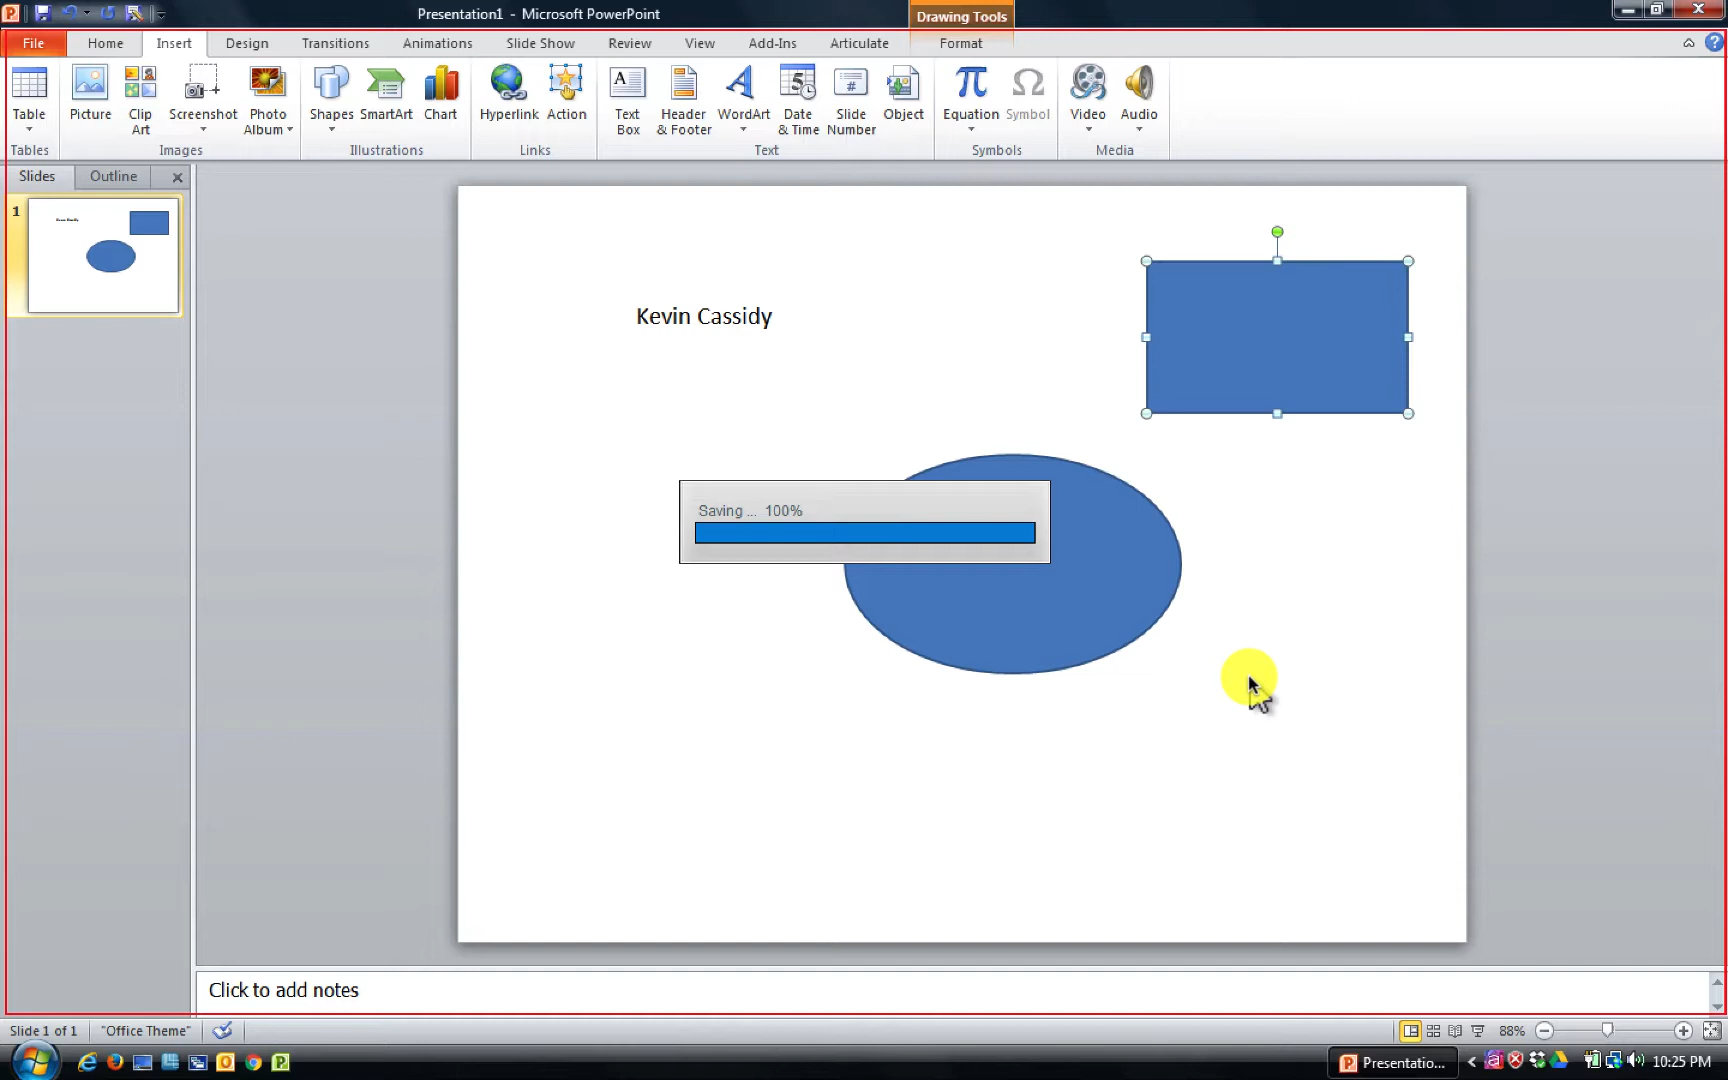 Presentation1 - Microsoft PowerPoint
Drawing Tools
File Home Insert Design Transitions Animations Slide Show Review View Add-Ins Articulate Format
Table Picture Clip Art Screenshot Photo Album Shapes SmartArt Chart Hyperlink Action Text Box Header & Footer WordArt Date & Time Slide Number Object Equation Symbol Video Audio
Tables Images Illustrations Links Text Symbols Media
Slides Outline
1
Kevin Cassidy
Kevin Cassidy
Saving ... 100%
Click to add notes
Slide 1 of 1 "Office Theme" 88%
Presentatio... 10:25 PM